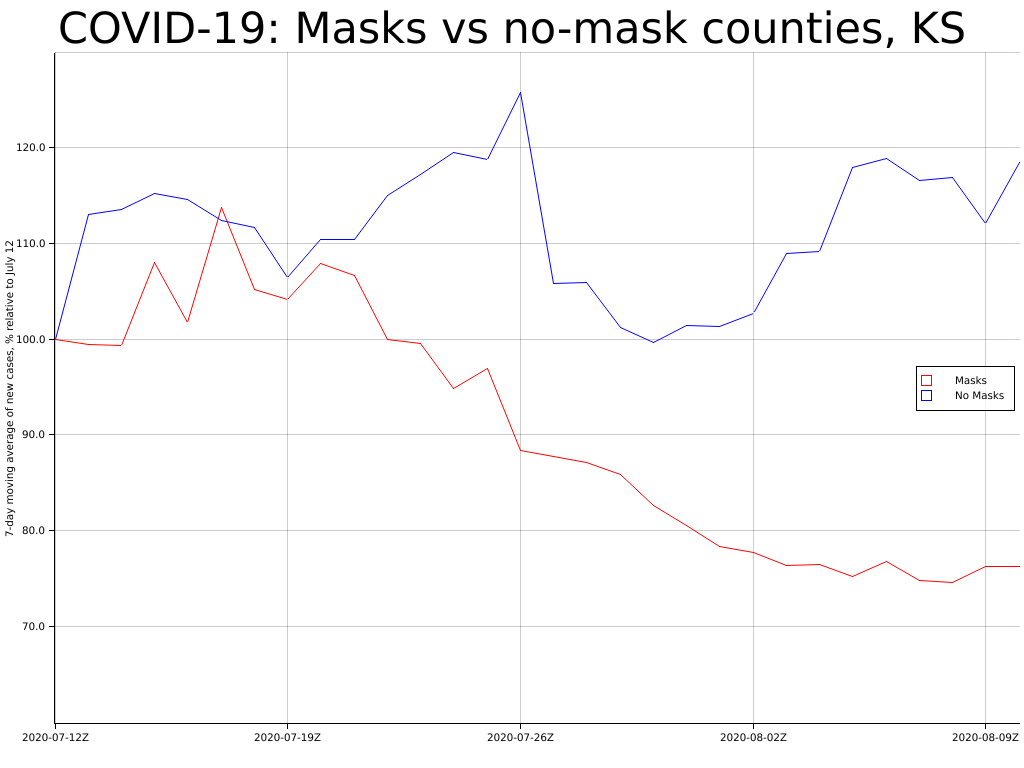 COVID-19: Masks vs no-mask counties, KS
7-day moving average of new cases, % relative to July 12
120.0
110.0
100.0
90.0
80.0
70.0
Masks
No Masks
2020-07-12Z
2020-07-19Z
2020-07-26Z
2020-08-02Z
2020-08-09Z